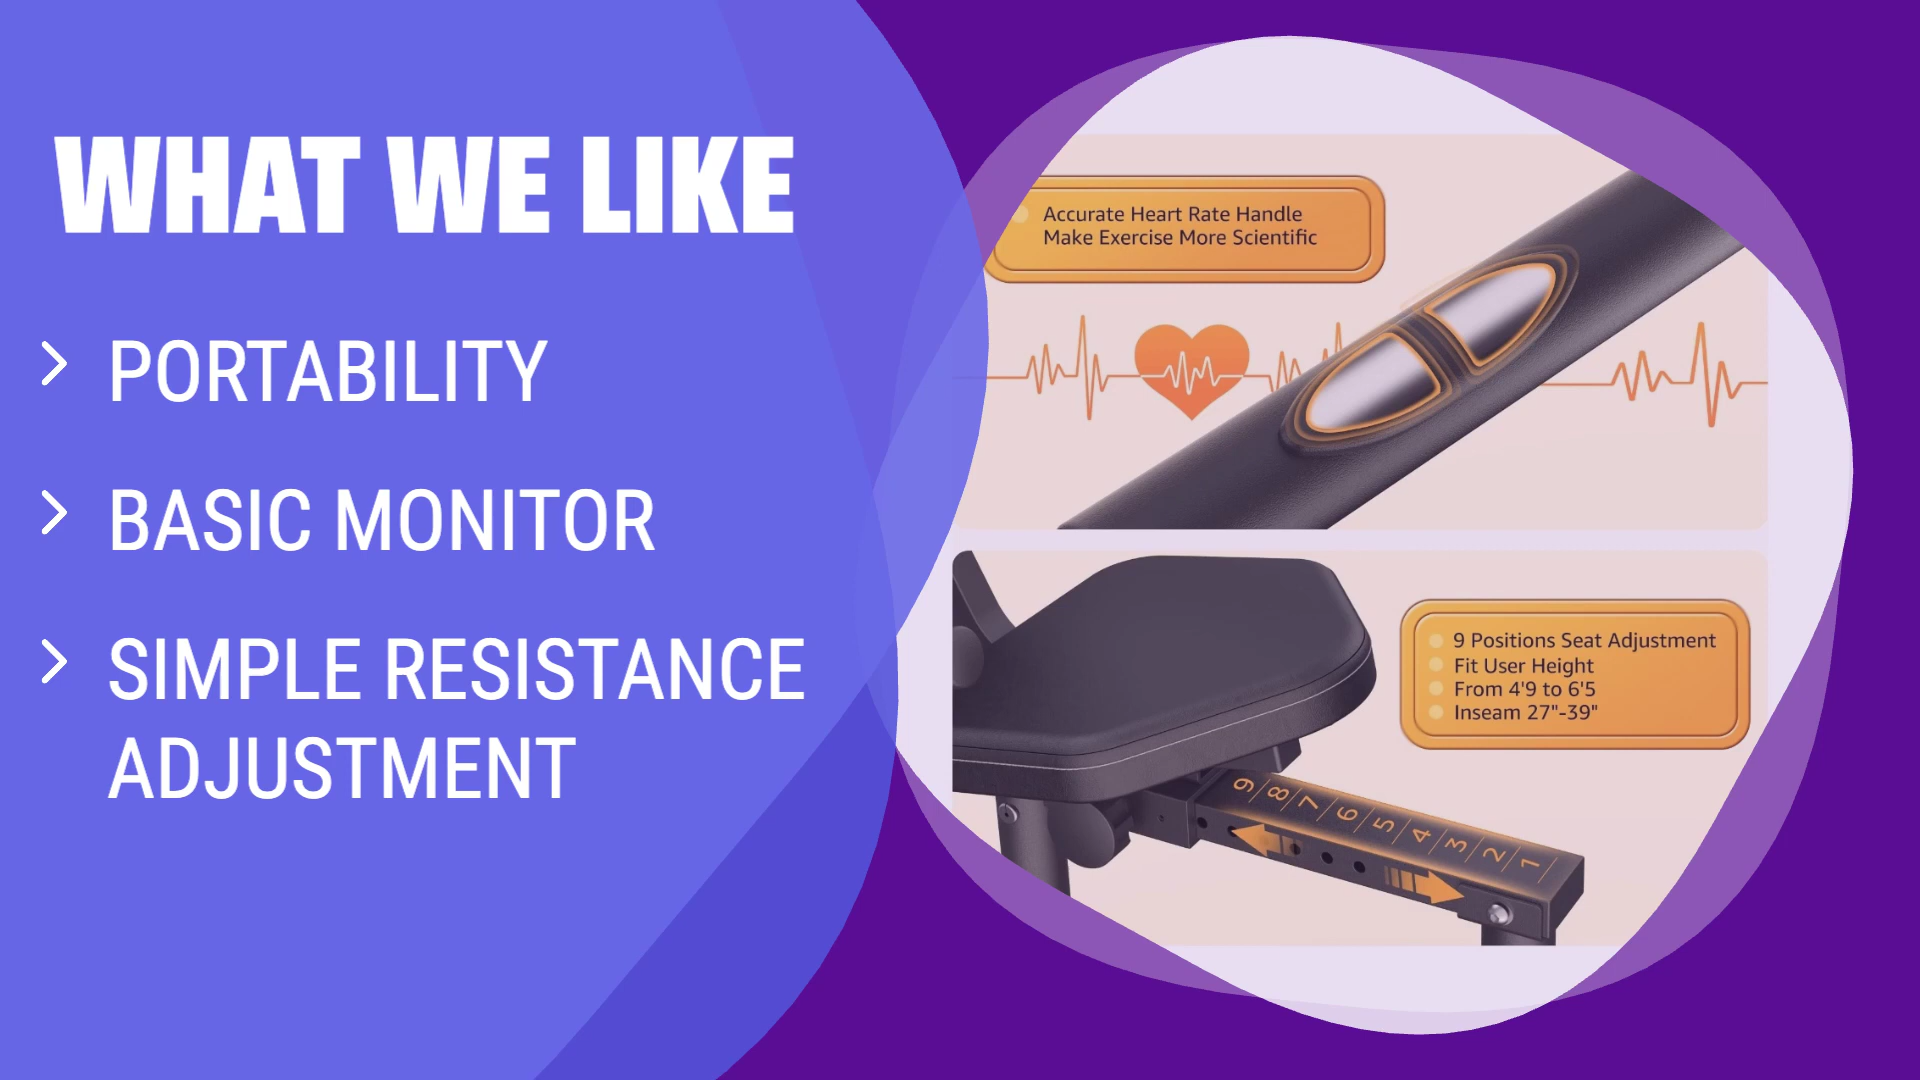 WHAT WE LIKE
PORTABILITY
BASIC MONITOR
SIMPLE RESISTANCE
ADJUSTMENT
Accurate Heart Rate Handle
Make Exercise More Scientific
9 Positions Seat Adjustment
Fit User Height
From 4'9 to 6'5
Inseam 27"-39"
9 8 7 6 5 4 3 2 1